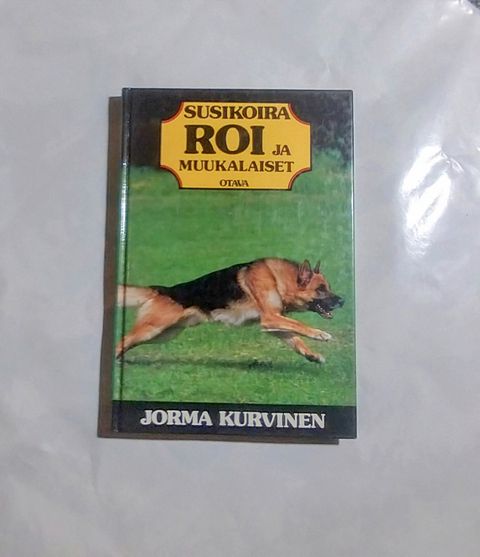 SUSIKOIRA
ROI JA
MUUKALAISET
OTAVA
JORMA KURVINEN